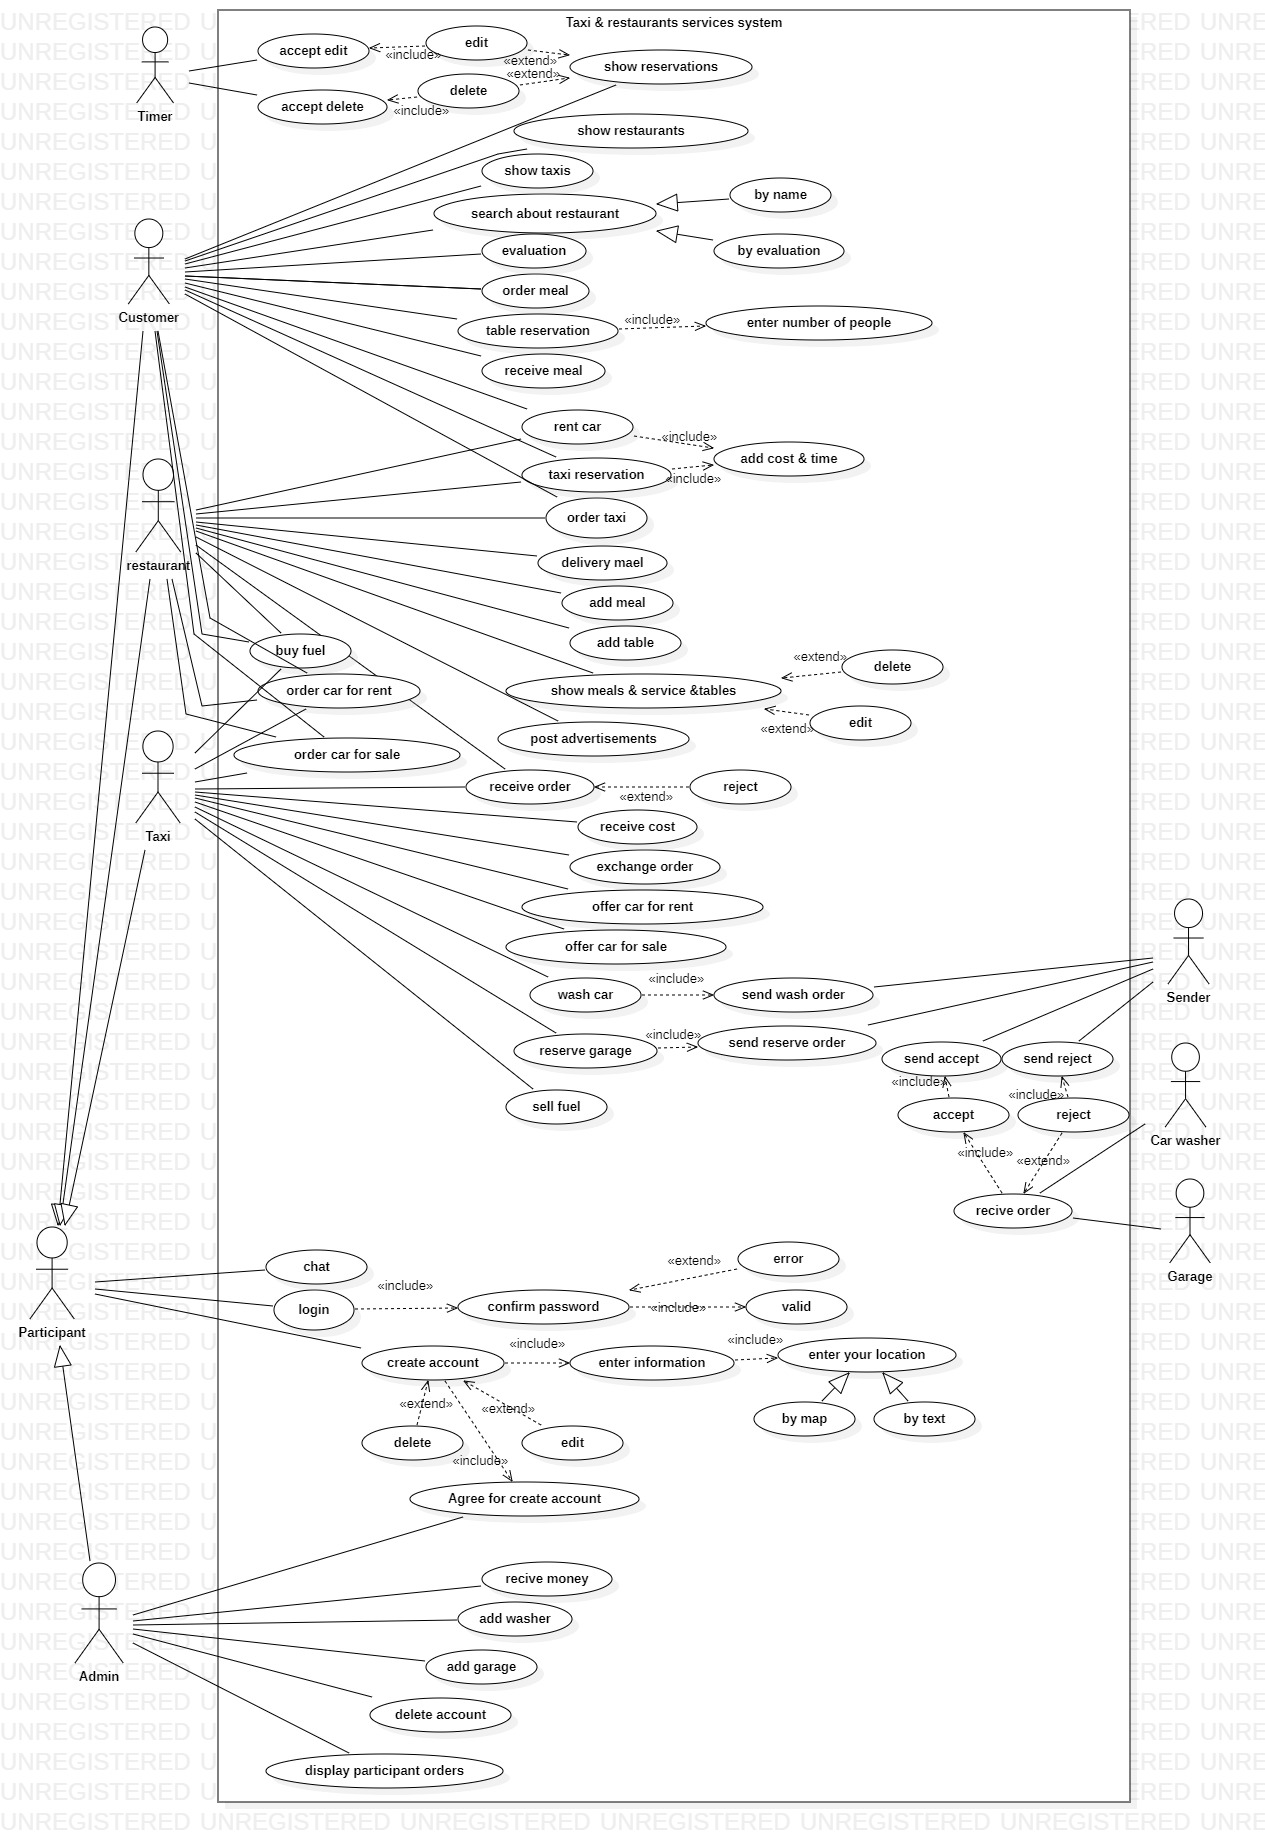 Taxi & restaurants services system
Timer
accept edit
«include»
edit
«extend»
show reservations
accept delete
«include»
delete
«extend»
show restaurants
show taxis
search about restaurant
by name
by evaluation
evaluation
order meal
Customer
table reservation
«include»
enter number of people
receive meal
rent car
«include»
add cost & time
taxi reservation
«include»
order taxi
restaurant
delivery mael
add meal
add table
buy fuel
«extend»
delete
order car for rent
show meals & service &tables
«extend»
edit
post advertisements
order car for sale
Taxi
receive order
«extend»
reject
receive cost
exchange order
offer car for rent
offer car for sale
wash car
«include»
send wash order
Sender
reserve garage
«include»
send reserve order
send accept
send reject
«include»
«include»
sell fuel
accept
reject
Car washer
«include»
«extend»
recive order
Garage
chat
«extend»
error
login
«include»
confirm password
«include»
valid
Participant
create account
«include»
enter information
«include»
enter your location
«extend»
«extend»
by map
by text
delete
edit
«include»
Agree for create account
recive money
add washer
Admin
add garage
delete account
display participant orders
UNREGISTERED UNREGISTERED UNREGISTERED UNREGISTERED UNREGISTERED UNREGISTERED UNRE